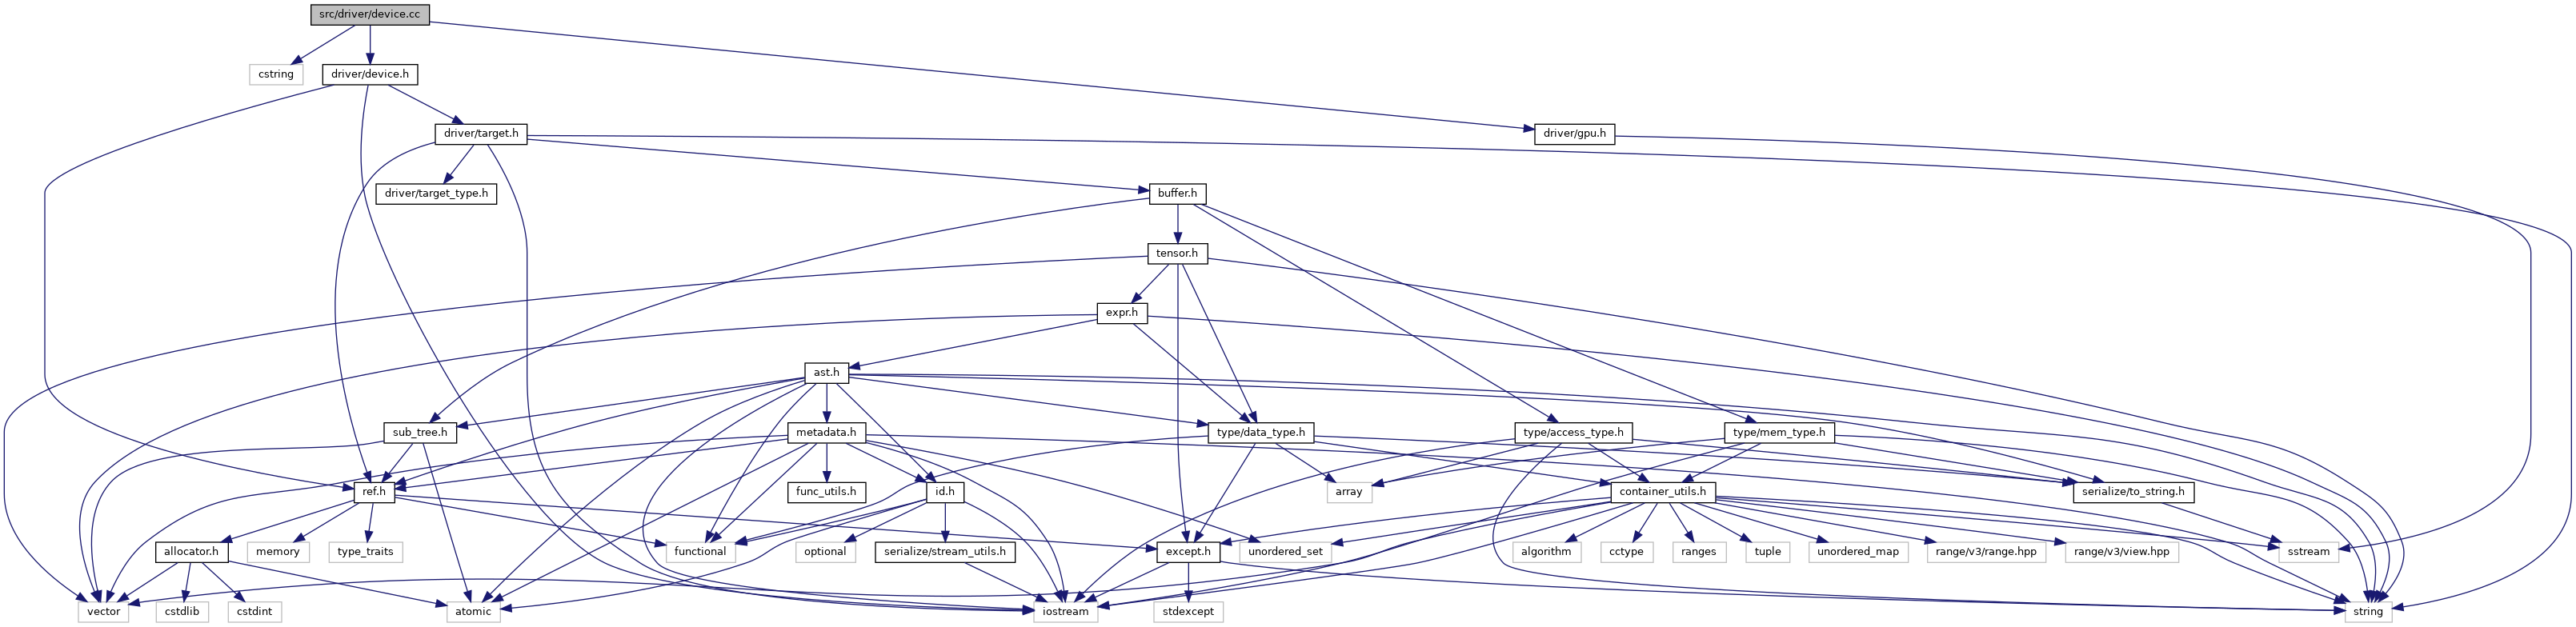 src/driver/device.cc
cstring
driver/device.h
driver/target.h
driver/gpu.h
driver/target_type.h
buffer.h
tensor.h
expr.h
ast.h
sub_tree.h
metadata.h
type/data_type.h
type/access_type.h
type/mem_type.h
ref.h
func_utils.h
id.h
array
container_utils.h
serialize/to_string.h
allocator.h
memory
type_traits
functional
optional
serialize/stream_utils.h
except.h
unordered_set
algorithm
cctype
ranges
tuple
unordered_map
range/v3/range.hpp
range/v3/view.hpp
sstream
vector
cstdlib
cstdint
atomic
iostream
stdexcept
string